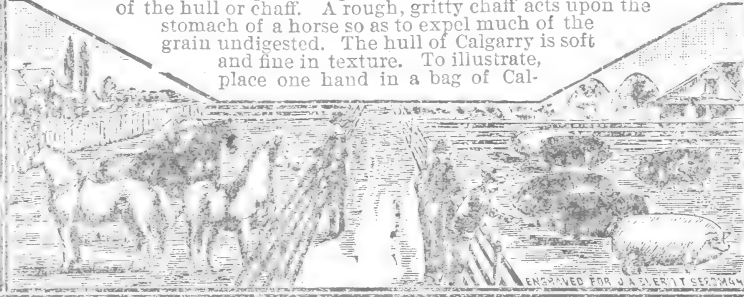 of the hull or chaff. A rough, gritty chaff acts upon the
stomach of a horse so as to expel much of the
grain undigested. The hull of Calgarry is soft
and fine in texture. To illustrate,
place one hand in a bag of Cal-
ENGRAVED FOR J.A. EVERITT SEEDMAN